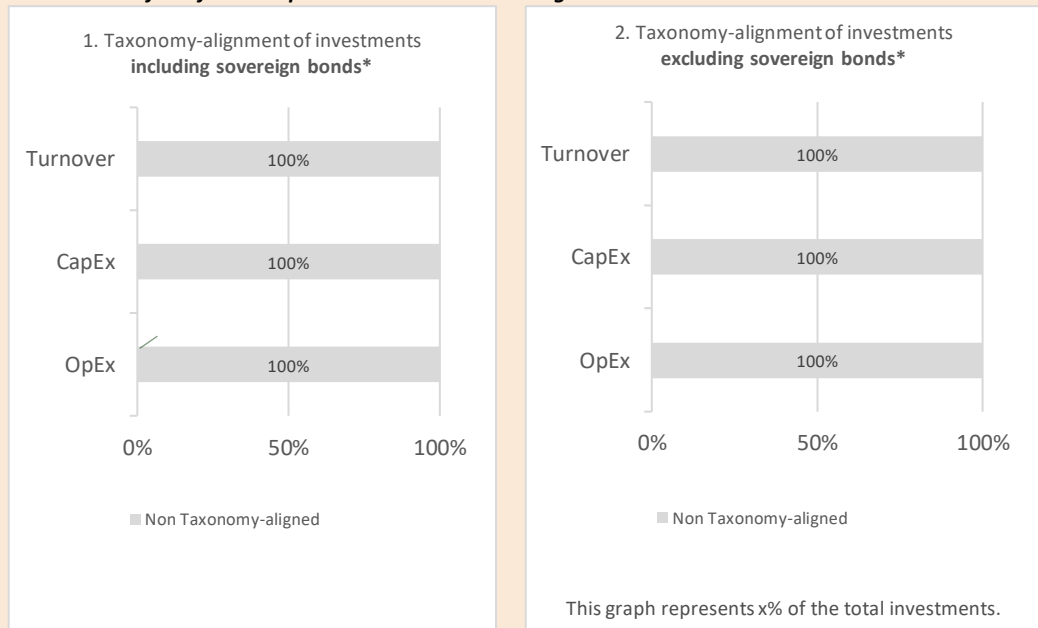 1. Taxonomy-alignment of investments
including sovereign bonds*
Turnover
100%
CapEx
100%
OpEx
100%
0%
50%
100%
Non Taxonomy-aligned
2. Taxonomy-alignment of investments
excluding sovereign bonds*
Turnover
100%
CapEx
100%
OpEx
100%
0%
50%
100%
Non Taxonomy-aligned
This graph represents x% of the total investments.